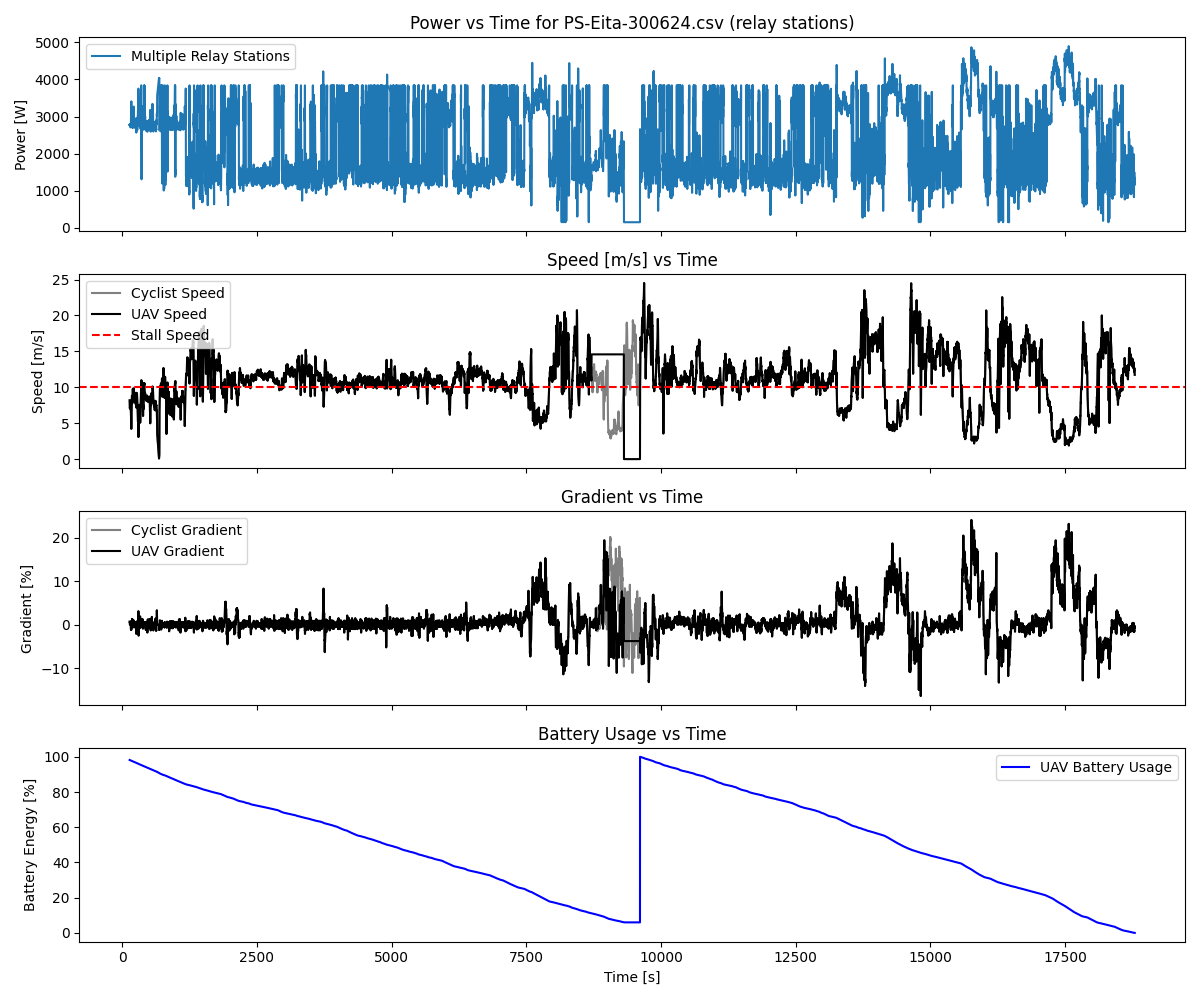 Power vs Time for PS-Eita-300624.csv (relay stations)
Multiple Relay Stations
Power [W]
5000
4000
3000
2000
1000
0
Speed [m/s] vs Time
Cyclist Speed
UAV Speed
Stall Speed
Speed [m/s]
25
20
15
10
5
0
Gradient vs Time
Cyclist Gradient
UAV Gradient
Gradient [%]
20
10
0
−10
Battery Usage vs Time
UAV Battery Usage
Battery Energy [%]
100
80
60
40
20
0
0 2500 5000 7500 10000 12500 15000 17500
Time [s]